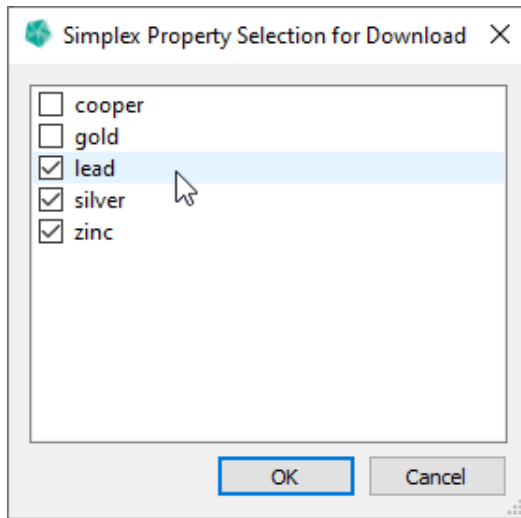 Simplex Property Selection for Download
cooper
gold
lead
silver
zinc
OK Cancel